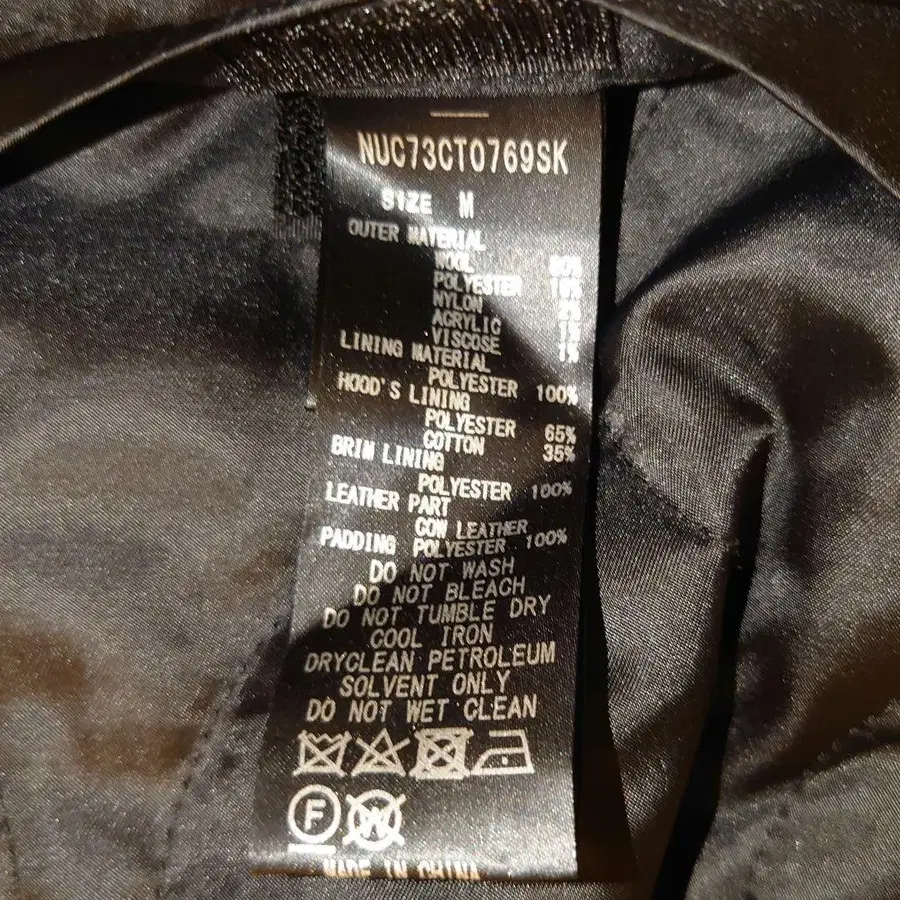 NUC73CT0769SK
SIZE M
OUTER MATERIAL
WOOL 80%
POLYESTER
NYLON
ACRYLIC
VISCOSE 1%
LINING MATERIAL
POLYESTER 100%
HOOD'S LINING
POLYESTER 65%
COTTON 35%
BRIM LINING
POLYESTER 100%
LEATHER PART
COW LEATHER
PADDING POLYESTER 100%
DO NOT WASH
DO NOT BLEACH
DO NOT TUMBLE DRY
COOL IRON
DRYCLEAN PETROLEUM
SOLVENT ONLY
DO NOT WET CLEAN
F W
MADE IN CHINA